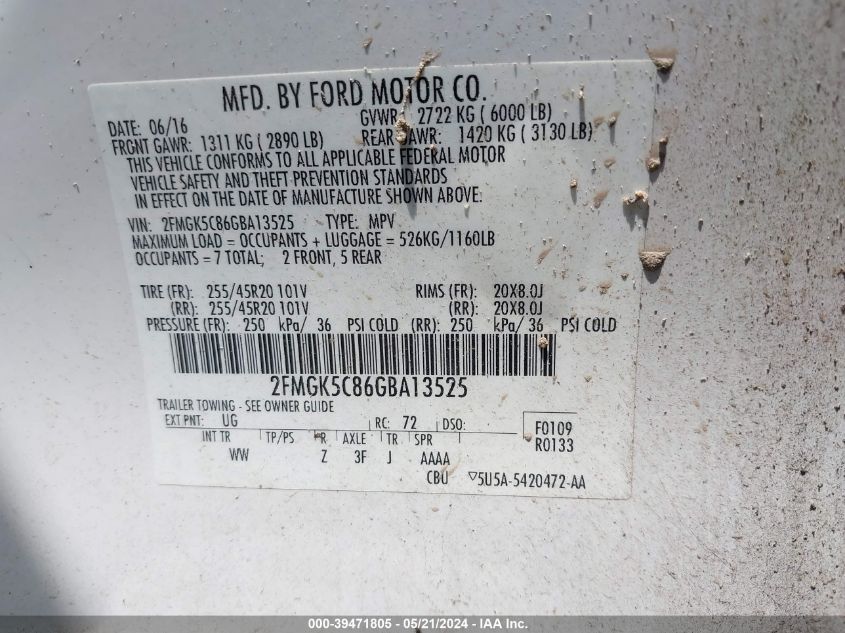 MFD. BY FORD MOTOR CO.
DATE: 06/16 GVWR: 2722 KG ( 6000 LB)
FRONT GAWR: 1311 KG ( 2890 LB) REAR GAWR: 1420 KG ( 3130 LB)
THIS VEHICLE CONFORMS TO ALL APPLICABLE FEDERAL MOTOR
VEHICLE SAFETY AND THEFT PREVENTION STANDARDS
IN EFFECT ON THE DATE OF MANUFACTURE SHOWN ABOVE.
VIN: 2FMGK5C86GBA13525 TYPE: MPV
MAXIMUM LOAD = OCCUPANTS + LUGGAGE = 526KG/1160LB
OCCUPANTS = 7 TOTAL; 2 FRONT, 5 REAR
TIRE (FR): 255/45R20 101V RIMS (FR): 20X8.0J
(RR): 255/45R20 101V (RR): 20X8.0J
PRESSURE (FR): 250 kPa/ 36 PSI COLD (RR): 250 kPa/ 36 PSI COLD
2FMGK5C86GBA13525
TRAILER TOWING - SEE OWNER GUIDE
EXT PNT: UG RC: 72 DSO: F0109
INT TR TP/PS R AXLE TR SPR R0133
WW Z 3F J AAAA
CBU ▽5U5A-5420472-AA
000-39471805 - 05/21/2024 - IAA Inc.